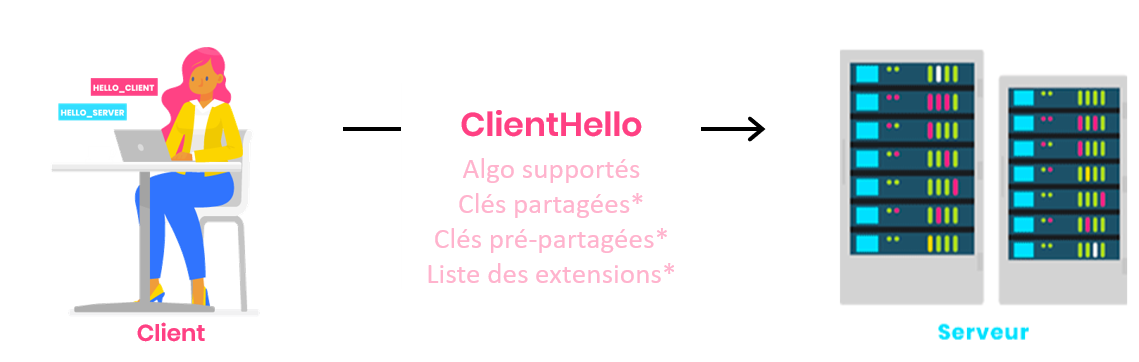 HELLO_CLIENT
HELLO_SERVER
ClientHello
Algo supportés
Clés partagées*
Clés pré-partagées*
Liste des extensions*
Client
Serveur